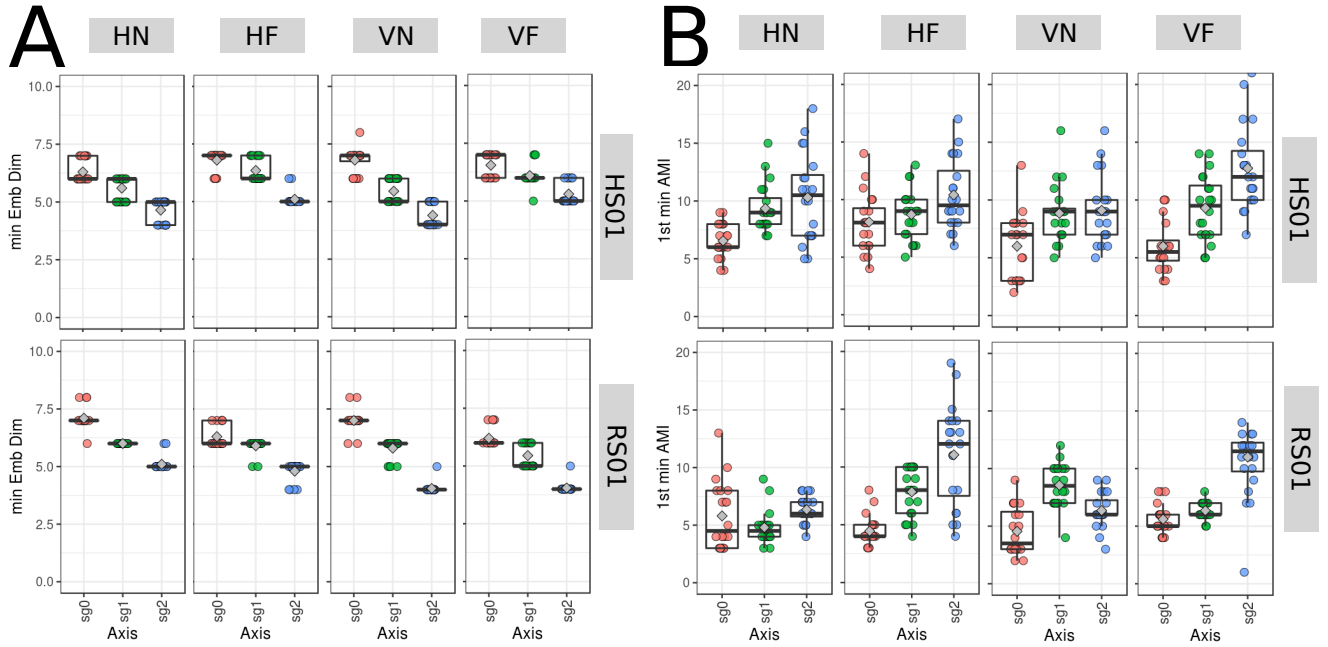 A
HN HF VN VF
10.0
7.5
5.0
2.5
0.0
min Emb Dim
HS01
10.0
7.5
5.0
2.5
0.0
min Emb Dim
RS01
sg0 sg1 sg2 sg0 sg1 sg2 sg0 sg1 sg2 sg0 sg1 sg2
Axis Axis Axis Axis
B
HN HF VN VF
20
15
10
5
0
1st min AMI
HS01
20
15
10
5
0
1st min AMI
RS01
sg0 sg1 sg2 sg0 sg1 sg2 sg0 sg1 sg2 sg0 sg1 sg2
Axis Axis Axis Axis